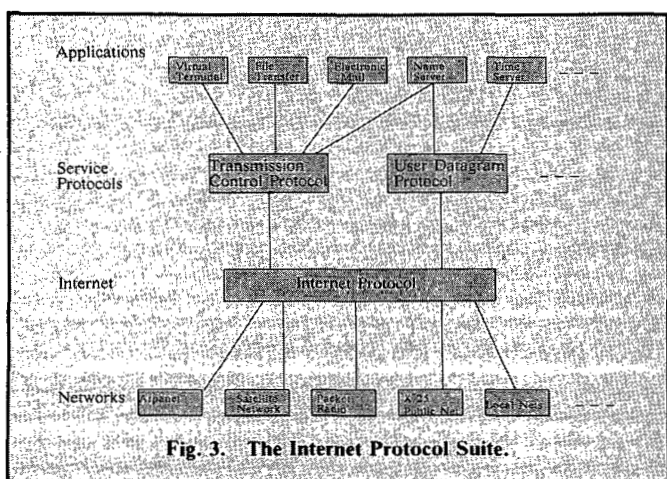 Applications
Virtual
Terminal
File
Transfer
Electronic
Mail
Name
Server
Time
Server
Service
Protocols
Transmission
Control Protocol
User Datagram
Protocol
Internet
Internet Protocol
Networks
Arpanet
Satellite
Network
Packet
Radio
X.25
Public Net
Local Nets
Fig. 3. The Internet Protocol Suite.